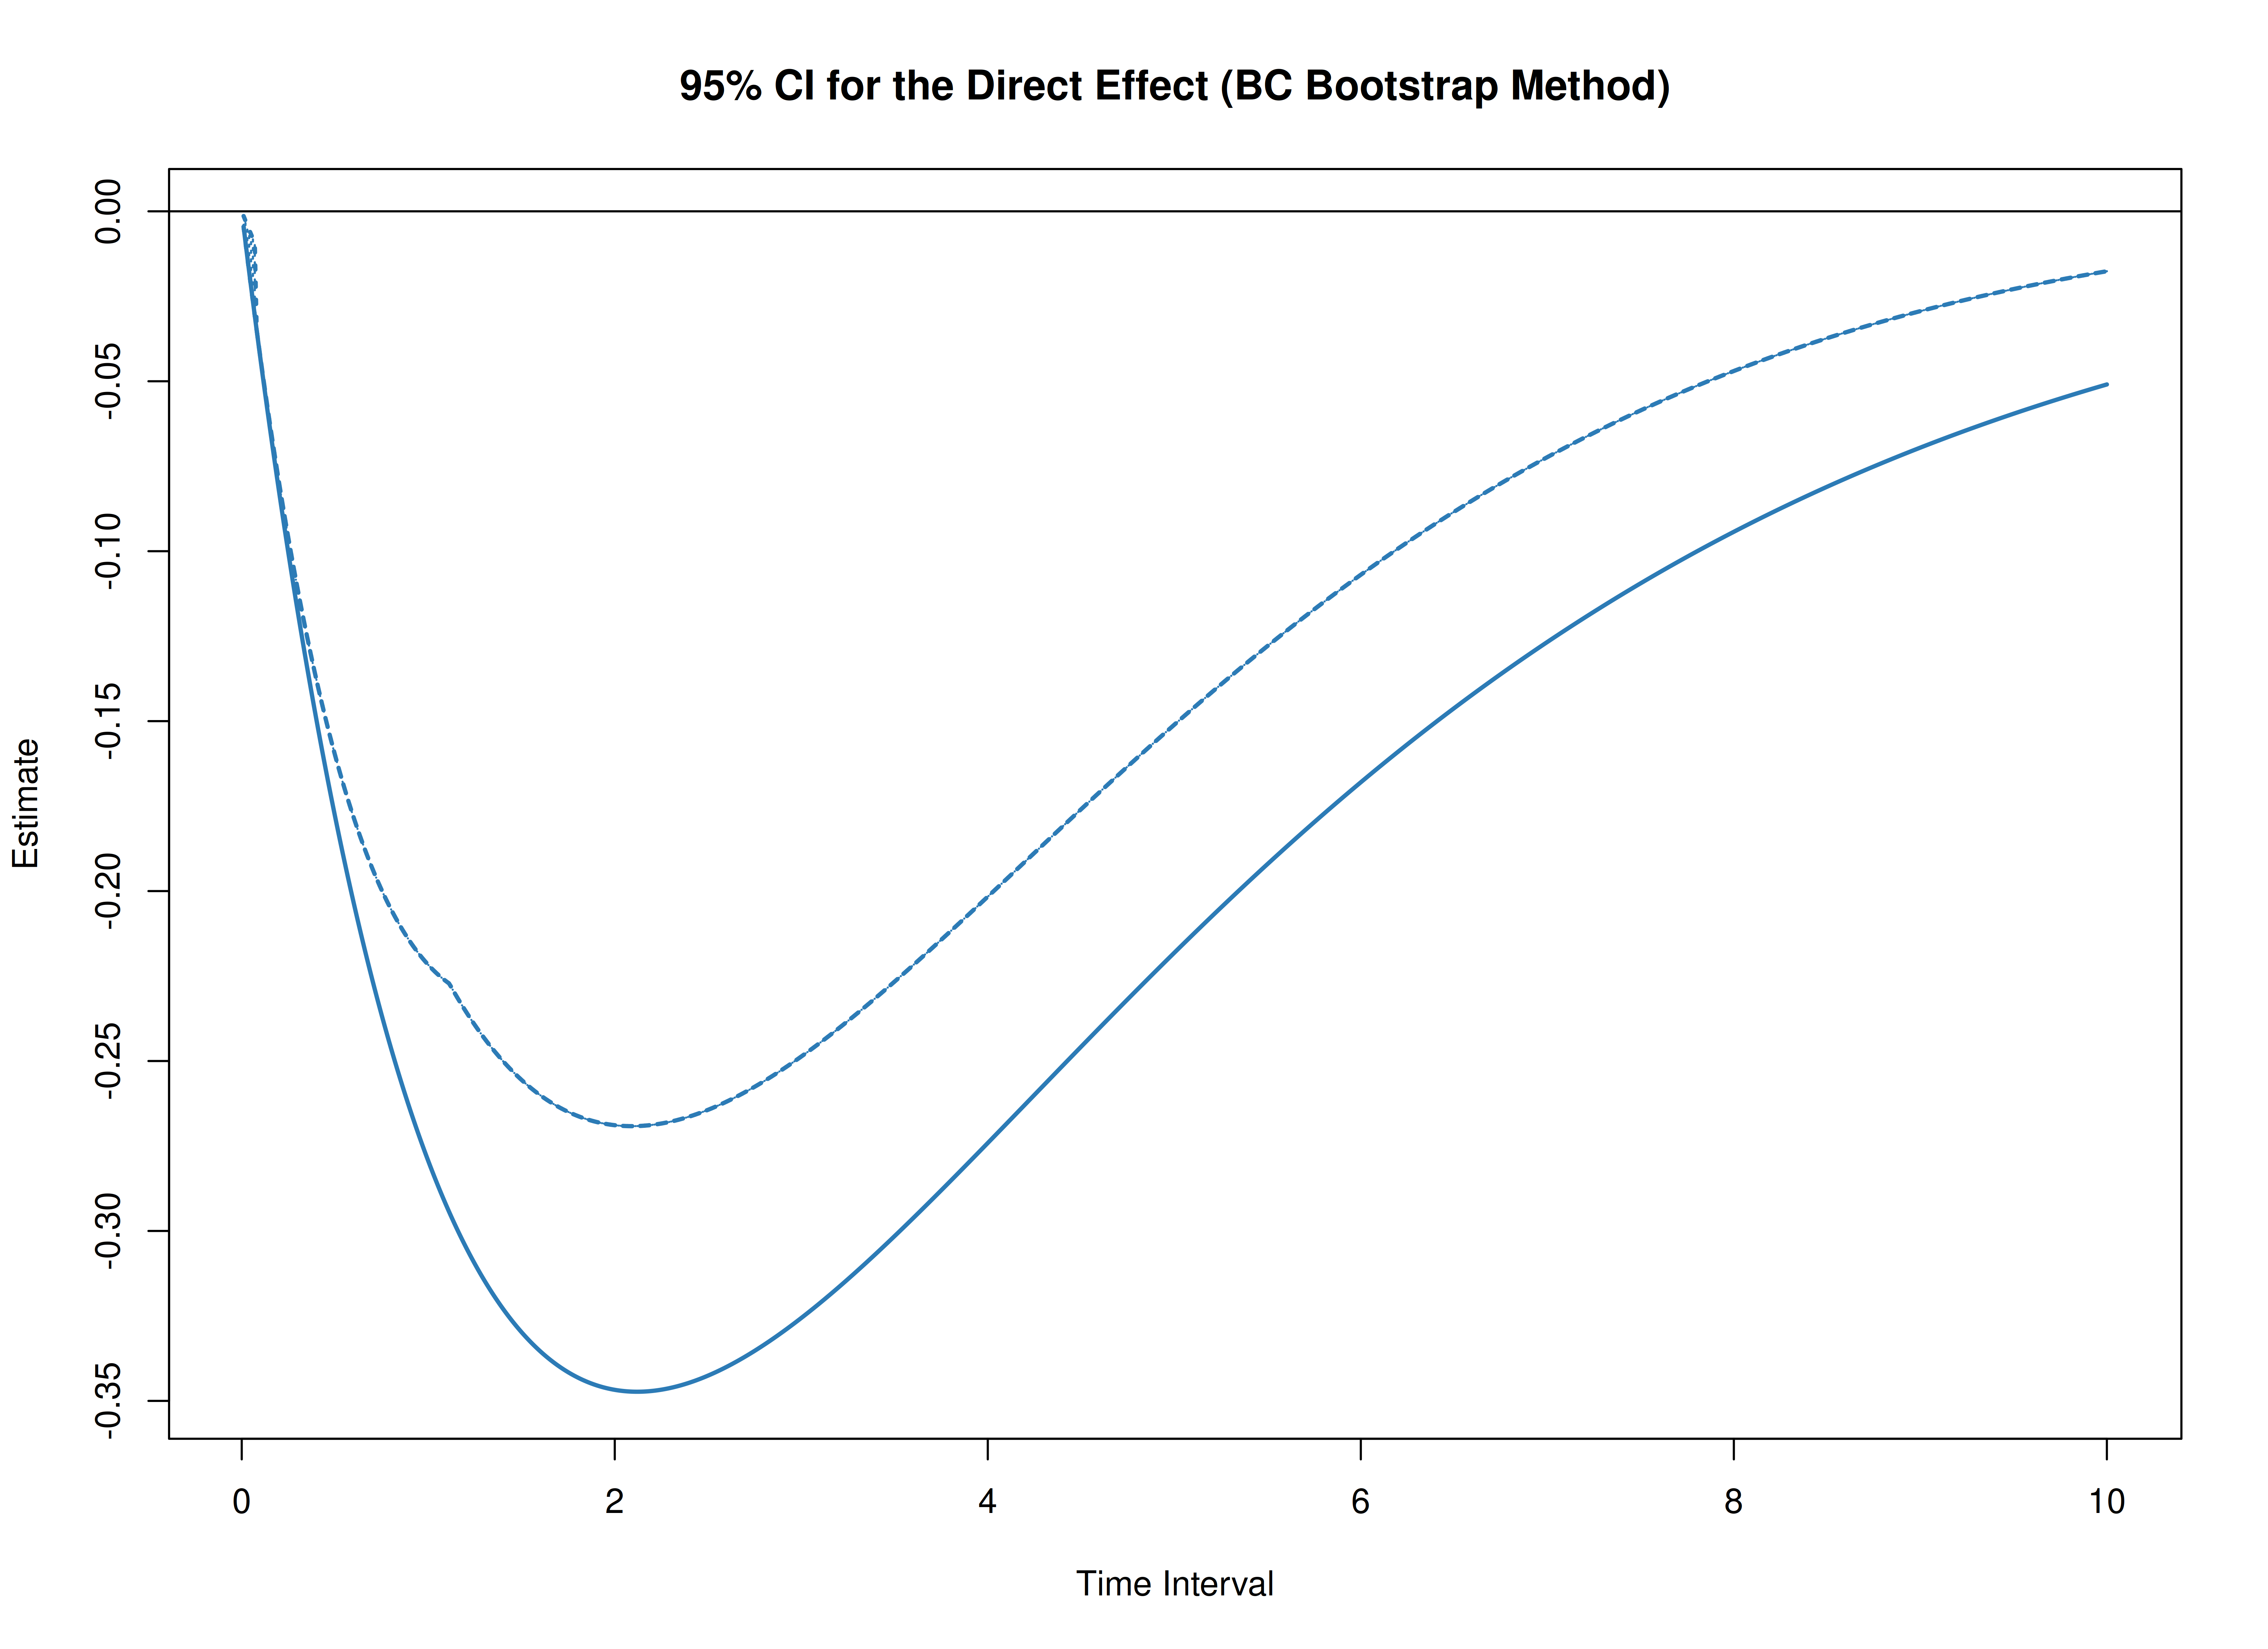 95% CI for the Direct Effect (BC Bootstrap Method)
Estimate
0.00
-0.05
-0.10
-0.15
-0.20
-0.25
-0.30
-0.35
0 2 4 6 8 10
Time Interval